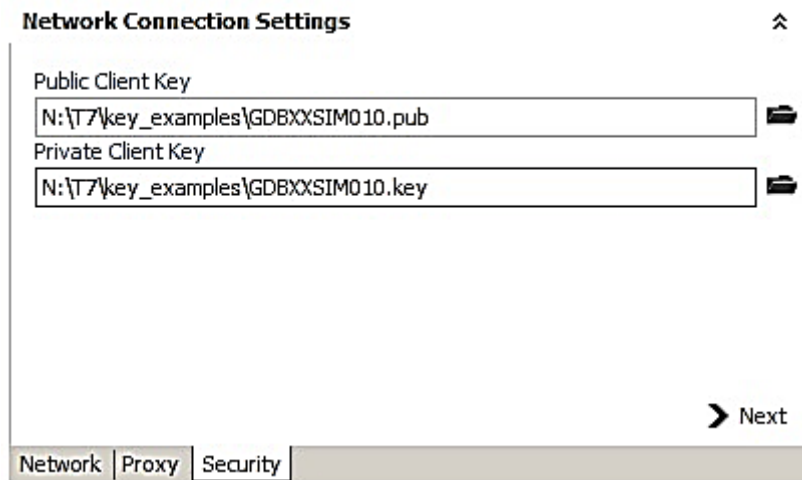 Network Connection Settings
Public Client Key
N:\T7\key_examples\GDBXXSIM010.pub
Private Client Key
N:\T7\key_examples\GDBXXSIM010.key
Next
Network Proxy Security